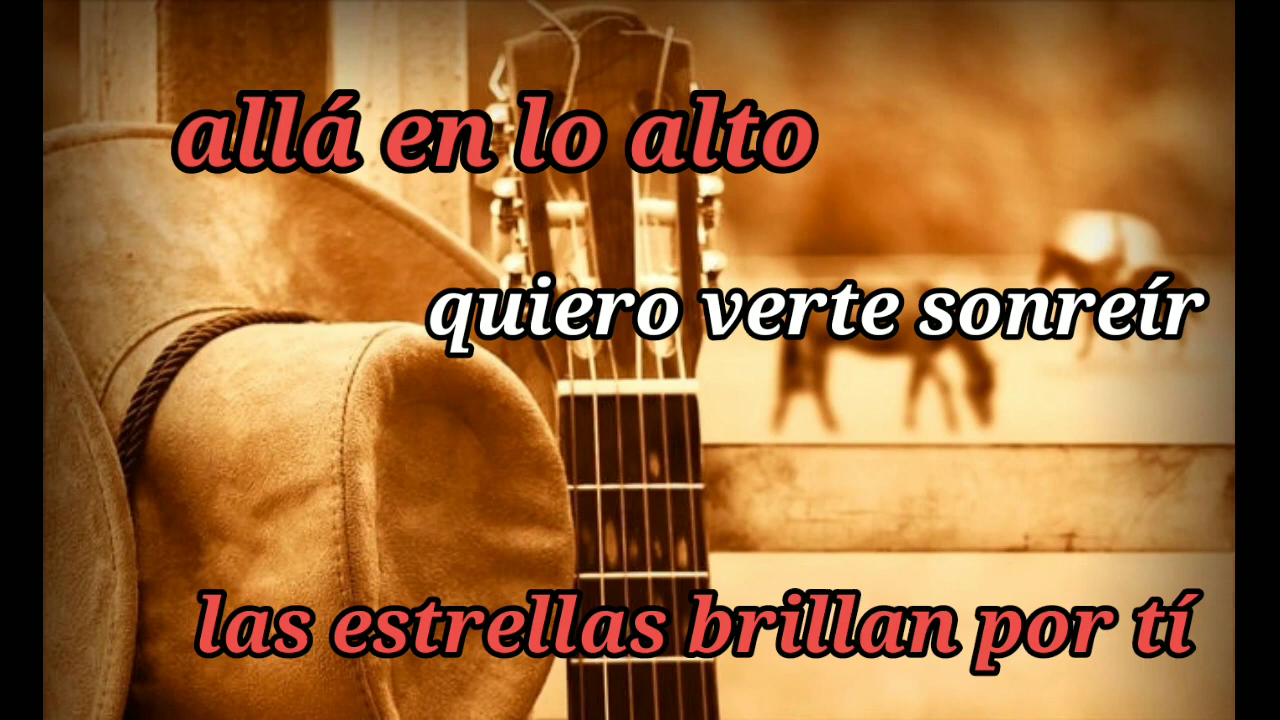 allá en lo alto
quiero verte sonreír
las estrellas brillan por tí